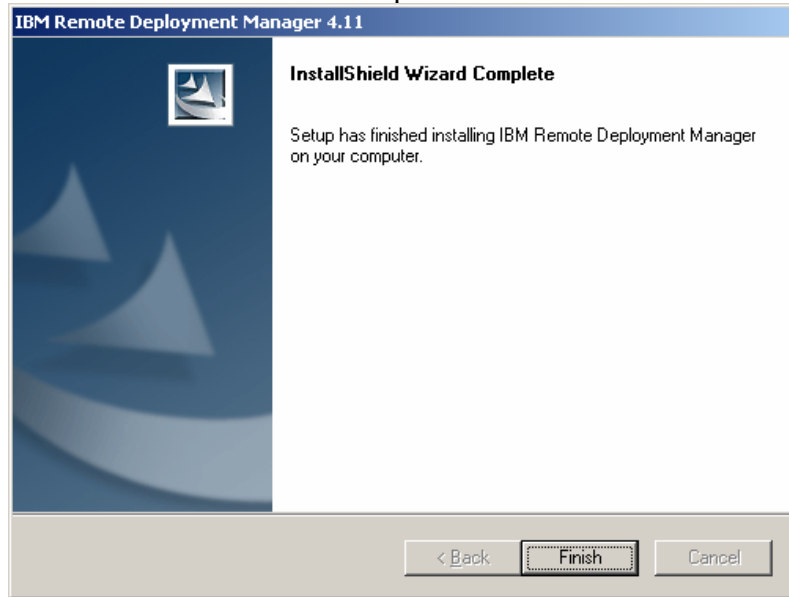 IBM Remote Deployment Manager 4.11
InstallShield Wizard Complete
Setup has finished installing IBM Remote Deployment Manager
on your computer.
< Back
Finish
Cancel